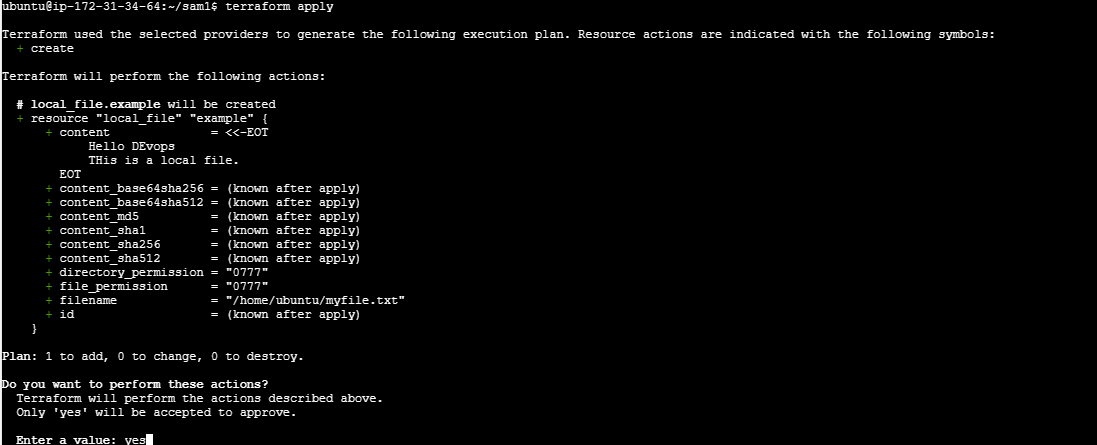 ubuntu@ip-172-31-34-64:~/sam1$ terraform apply
Terraform used the selected providers to generate the following execution plan. Resource actions are indicated with the following symbols:
+ create
Terraform will perform the following actions:
# local_file.example will be created
+ resource "local_file" "example" {
+ content = <<-EOT
Hello DEvops
THis is a local file.
EOT
+ content_base64sha256 = (known after apply)
+ content_base64sha512 = (known after apply)
+ content_md5 = (known after apply)
+ content_sha1 = (known after apply)
+ content_sha256 = (known after apply)
+ content_sha512 = (known after apply)
+ directory_permission = "0777"
+ file_permission = "0777"
+ filename = "/home/ubuntu/myfile.txt"
+ id = (known after apply)
}
Plan: 1 to add, 0 to change, 0 to destroy.
Do you want to perform these actions?
Terraform will perform the actions described above.
Only 'yes' will be accepted to approve.
Enter a value: yes